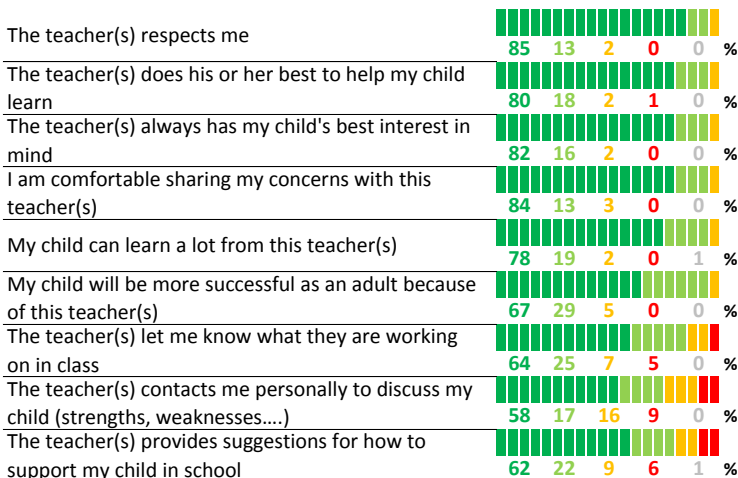 The teacher(s) respects me
85 13 2 0 0 %
The teacher(s) does his or her best to help my child
learn
80 18 2 1 0 %
The teacher(s) always has my child's best interest in
mind
82 16 2 0 0 %
I am comfortable sharing my concerns with this
teacher(s)
84 13 3 0 0 %
My child can learn a lot from this teacher(s)
78 19 2 0 1 %
My child will be more successful as an adult because
of this teacher(s)
67 29 5 0 0 %
The teacher(s) let me know what they are working
on in class
64 25 7 5 0 %
The teacher(s) contacts me personally to discuss my
child (strengths, weaknesses....)
58 17 16 9 0 %
The teacher(s) provides suggestions for how to
support my child in school
62 22 9 6 1 %